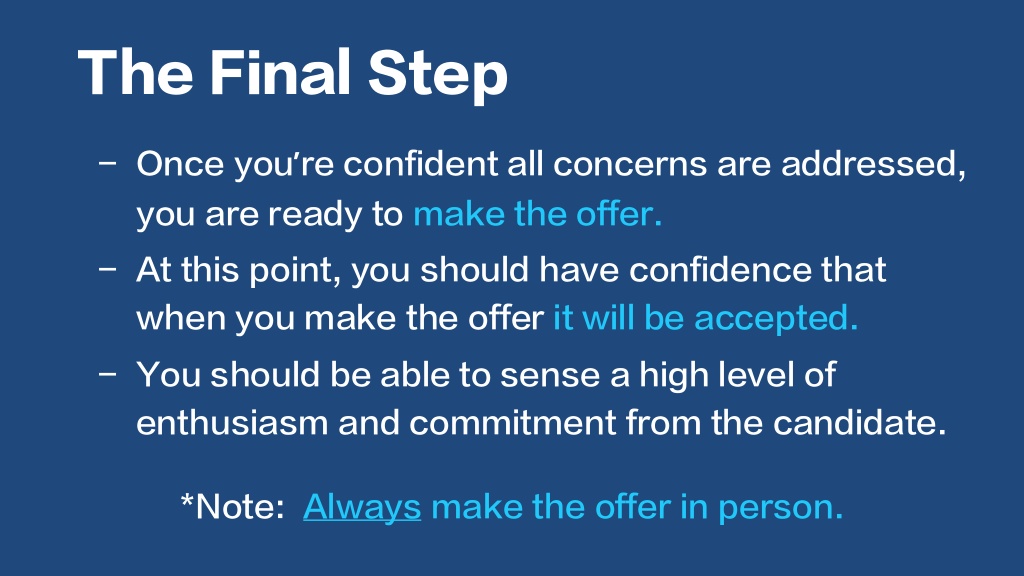 The Final Step
– Once you’re confident all concerns are addressed,
you are ready to make the offer.
– At this point, you should have confidence that
when you make the offer it will be accepted.
– You should be able to sense a high level of
enthusiasm and commitment from the candidate.
*Note: Always make the offer in person.